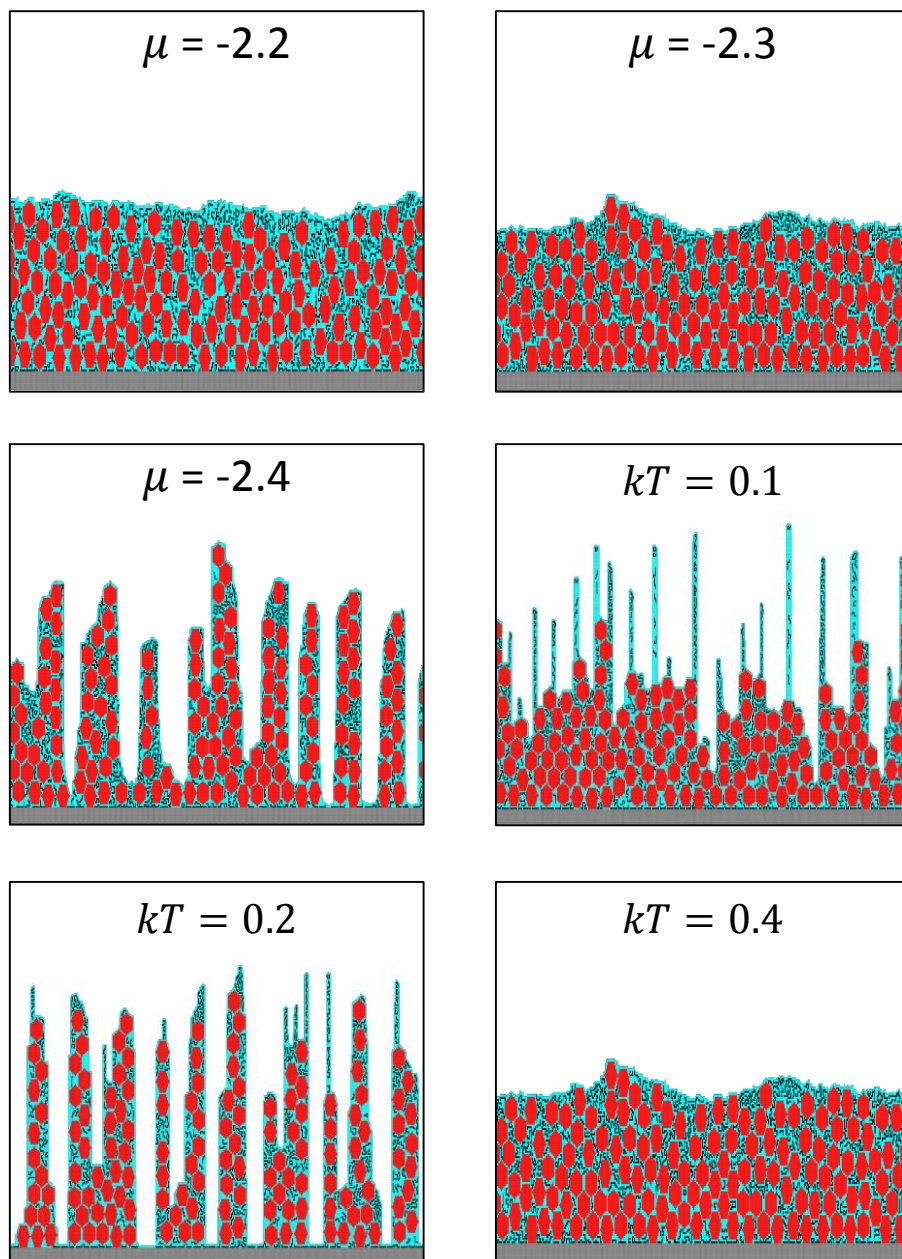 μ = -2.2
μ = -2.3
μ = -2.4
kT = 0.1
kT = 0.2
kT = 0.4